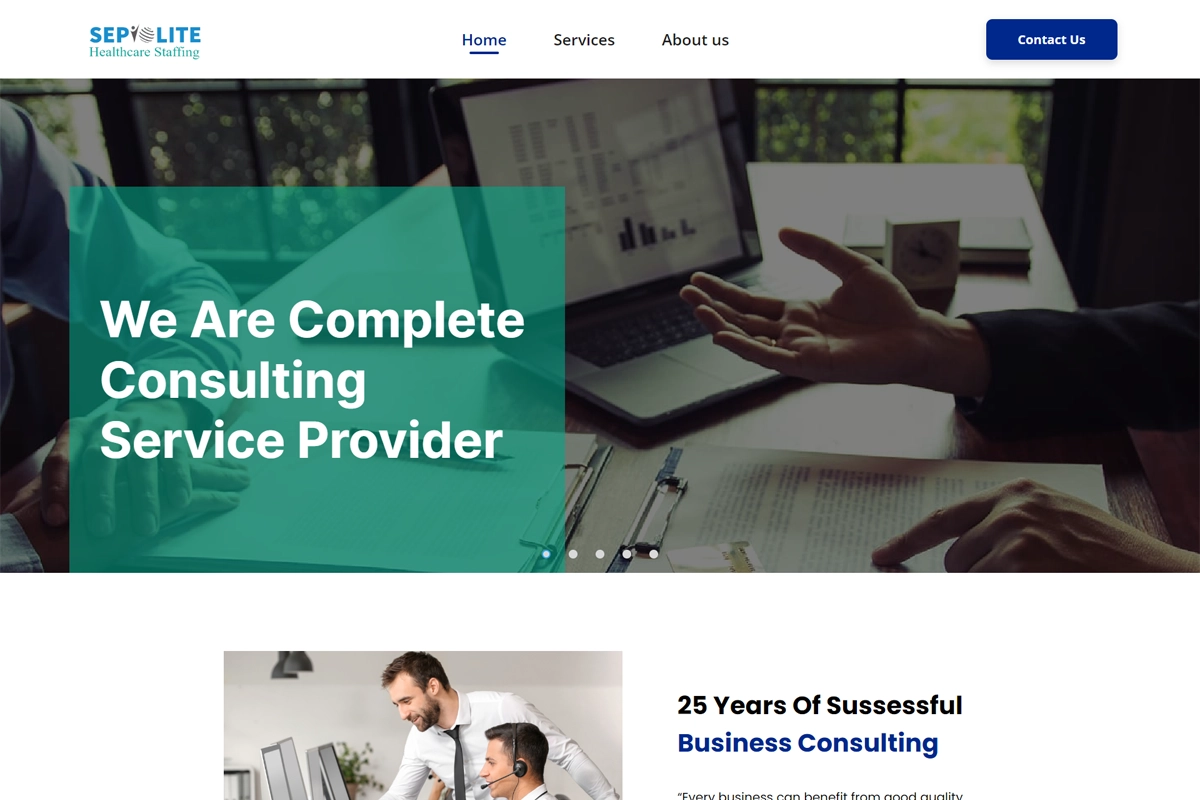 SEPOLITE
Healthcare Staffing
Home
Services
About us
Contact Us
We Are Complete
Consulting
Service Provider
25 Years Of Sussessful
Business Consulting
“Every business can benefit from good quality